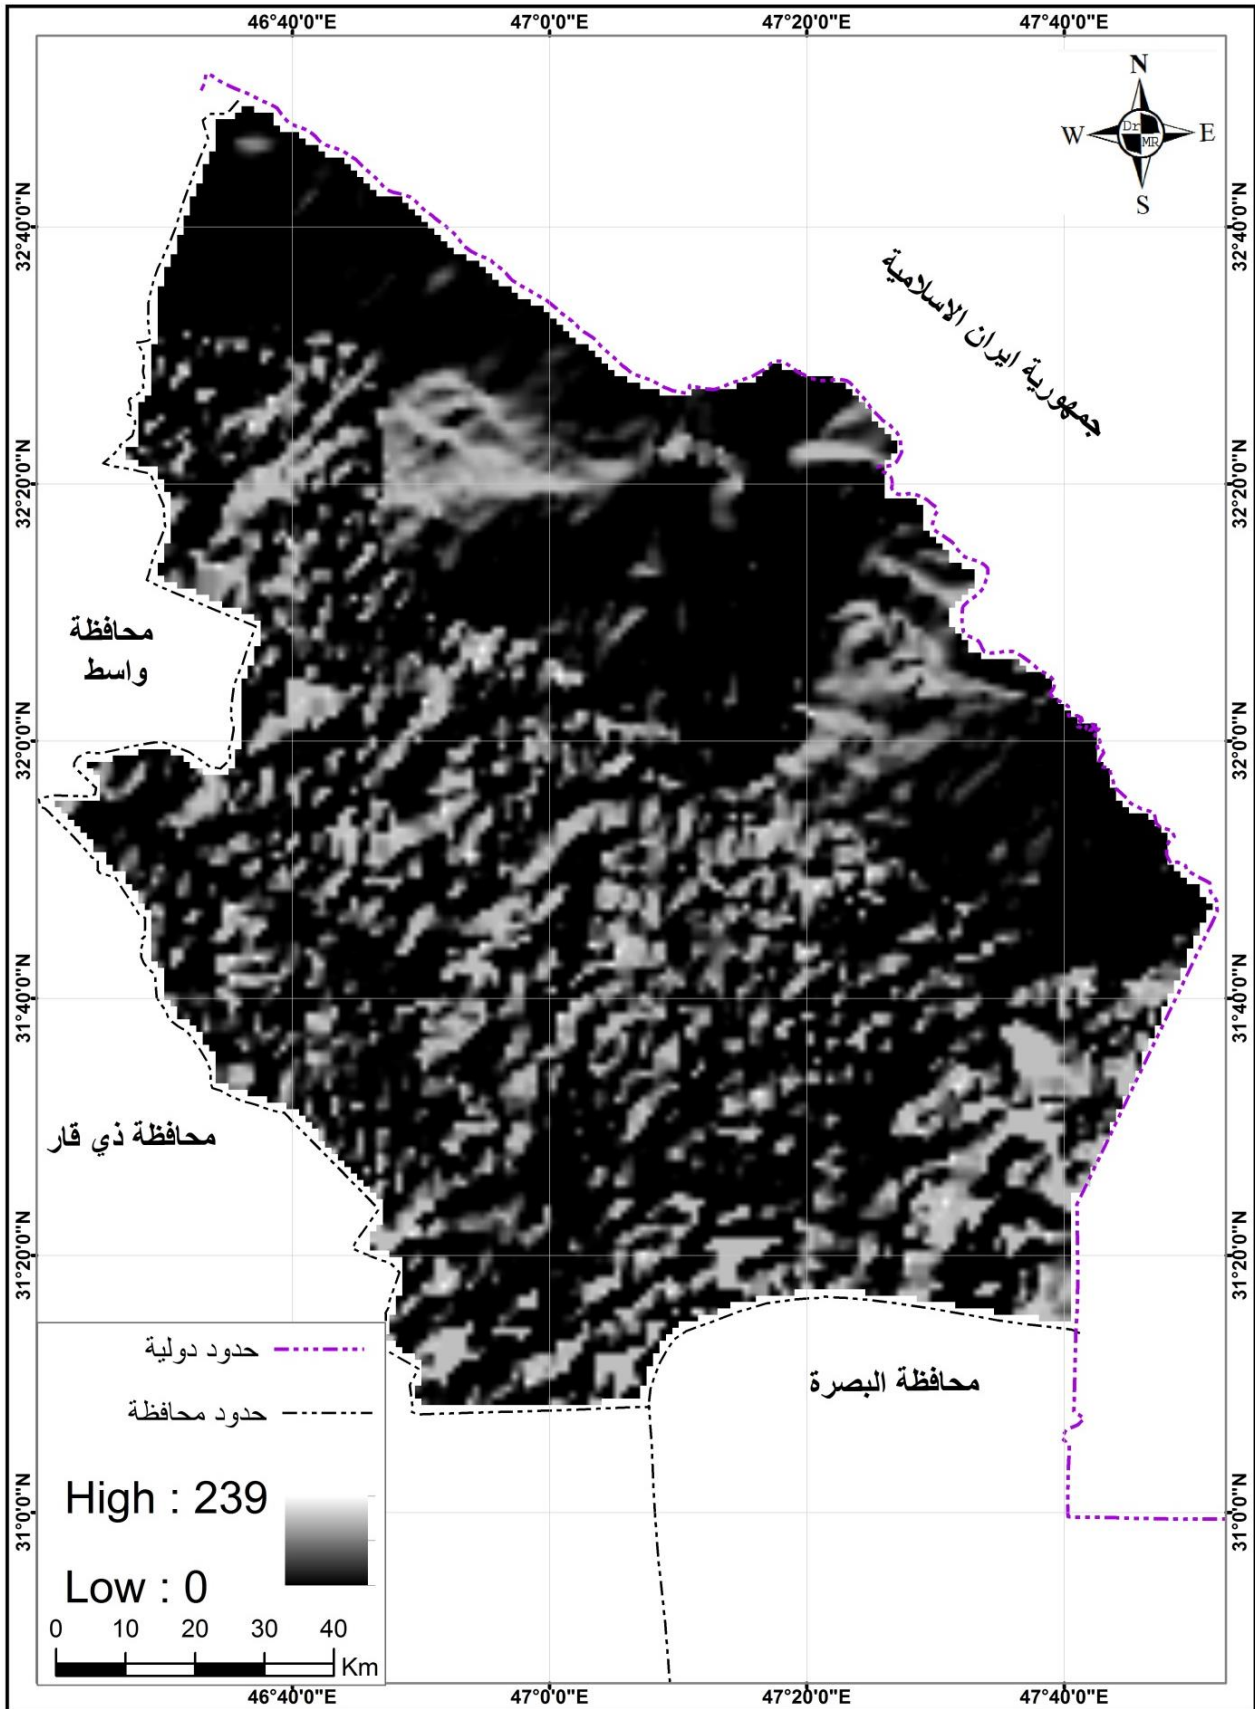 46°40'0"E
47°0'0"E
47°20'0"E
47°40'0"E
N
W
Dr
MR
E
S
32°40'0"N
32°40'0"N
جمهورية ايران الاسلامية
32°20'0"N
32°20'0"N
محافظة
واسط
32°0'0"N
32°0'0"N
31°40'0"N
31°40'0"N
محافظة ذي قار
31°20'0"N
31°20'0"N
محافظة البصرة
حدود دولية
حدود محافظة
High : 239
Low : 0
31°0'0"N
31°0'0"N
0 10 20 30 40
Km
46°40'0"E
47°0'0"E
47°20'0"E
47°40'0"E